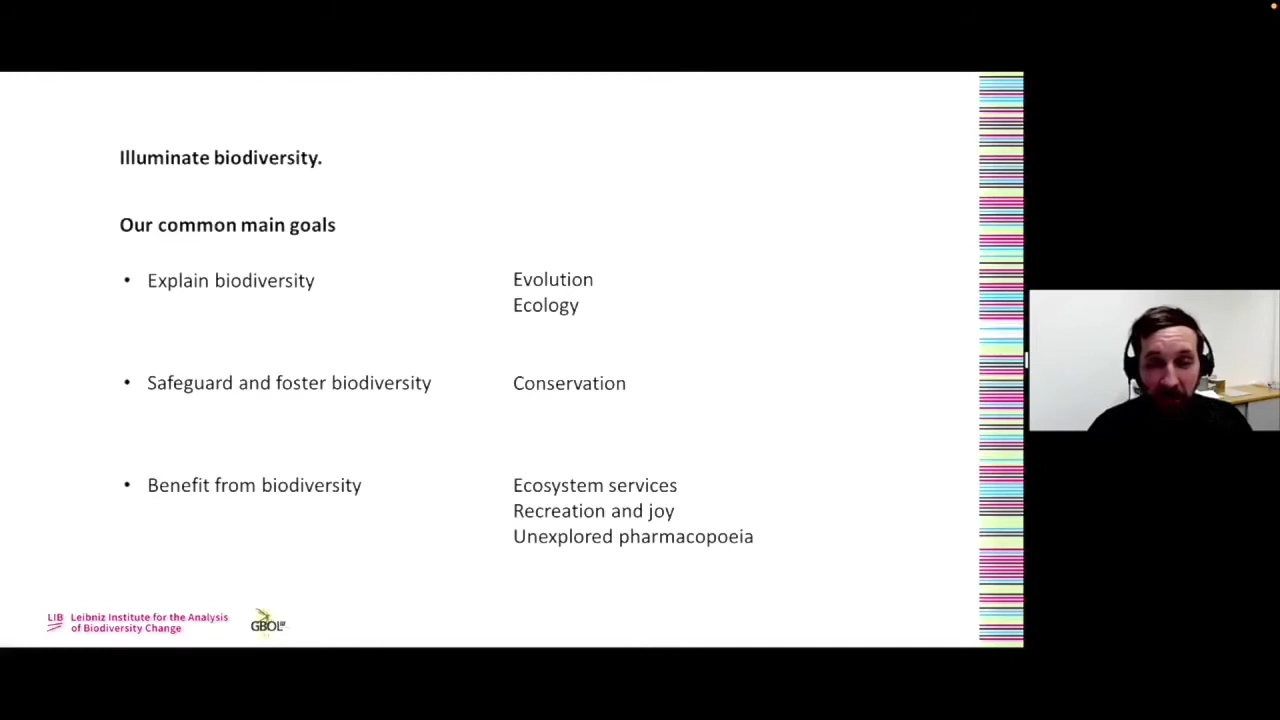 Illuminate biodiversity.
Our common main goals
• Explain biodiversity
Evolution
Ecology
• Safeguard and foster biodiversity
Conservation
• Benefit from biodiversity
Ecosystem services
Recreation and joy
Unexplored pharmacopoeia
LIB Leibniz Institute for the Analysis
of Biodiversity Change
GBOL